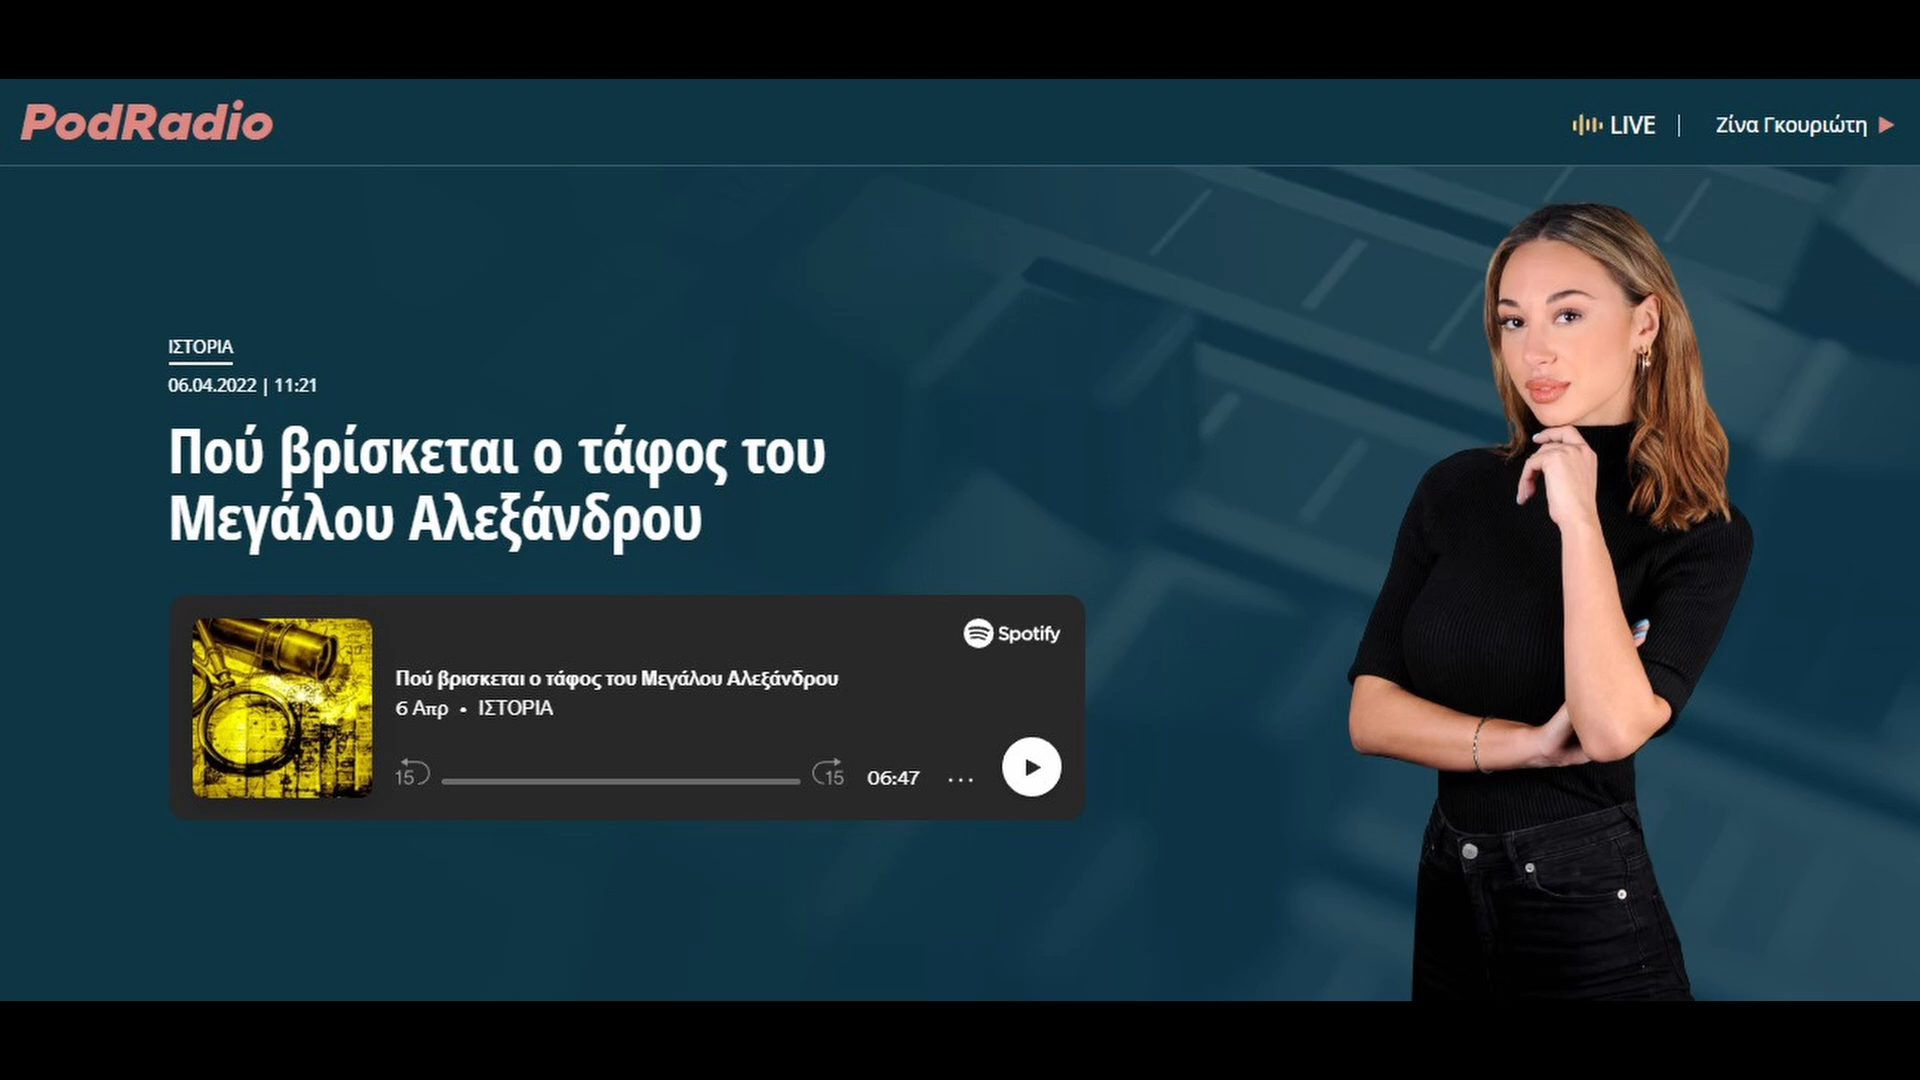 PodRadio
LIVE | Ζίνα Γκουριώτη
ΙΣΤΟΡΙΑ
06.04.2022 | 11:21
Πού βρίσκεται ο τάφος του
Μεγάλου Αλεξάνδρου
Spotify
Πού βρισκεται ο τάφος του Μεγάλου Αλεξάνδρου
6 Απρ • ΙΣΤΟΡΙΑ
15 15 06:47 ...